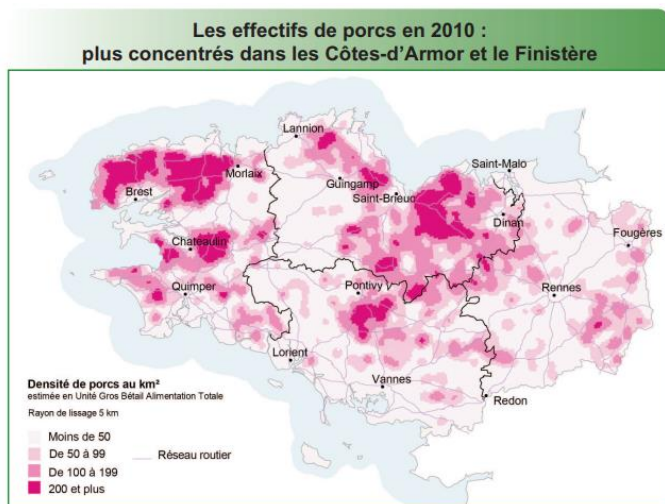 Les effectifs de porcs en 2010 :
plus concentrés dans les Côtes-d'Armor et le Finistère
Lannion
Saint-Malo
Morlaix
Guingamp
Brest
Saint-Brieuc
Dinan
Fougères
Chateaulin
Quimper
Pontivy
Rennes
Lorient
Vannes
Redon
Densité de porcs au km²
estimée en Unité Gros Bétail Alimentation Totale
Rayon de lissage 5 km
Moins de 50
De 50 à 99
Réseau routier
De 100 à 199
200 et plus